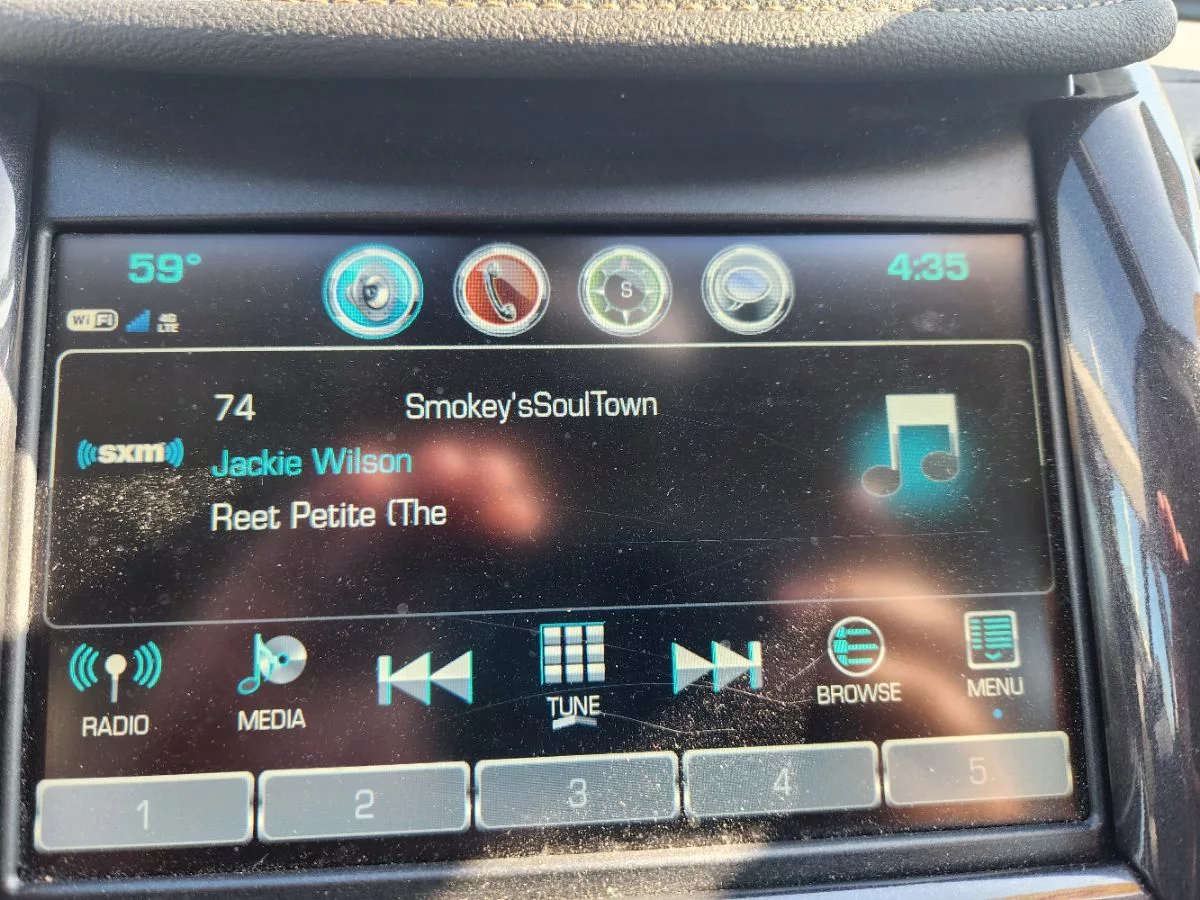 59°
4:35
WiFi
4G
LTE
S
74
Smokey'sSoulTown
sxm
Jackie Wilson
Reet Petite (The
RADIO
MEDIA
TUNE
BROWSE
MENU
1
2
3
4
5